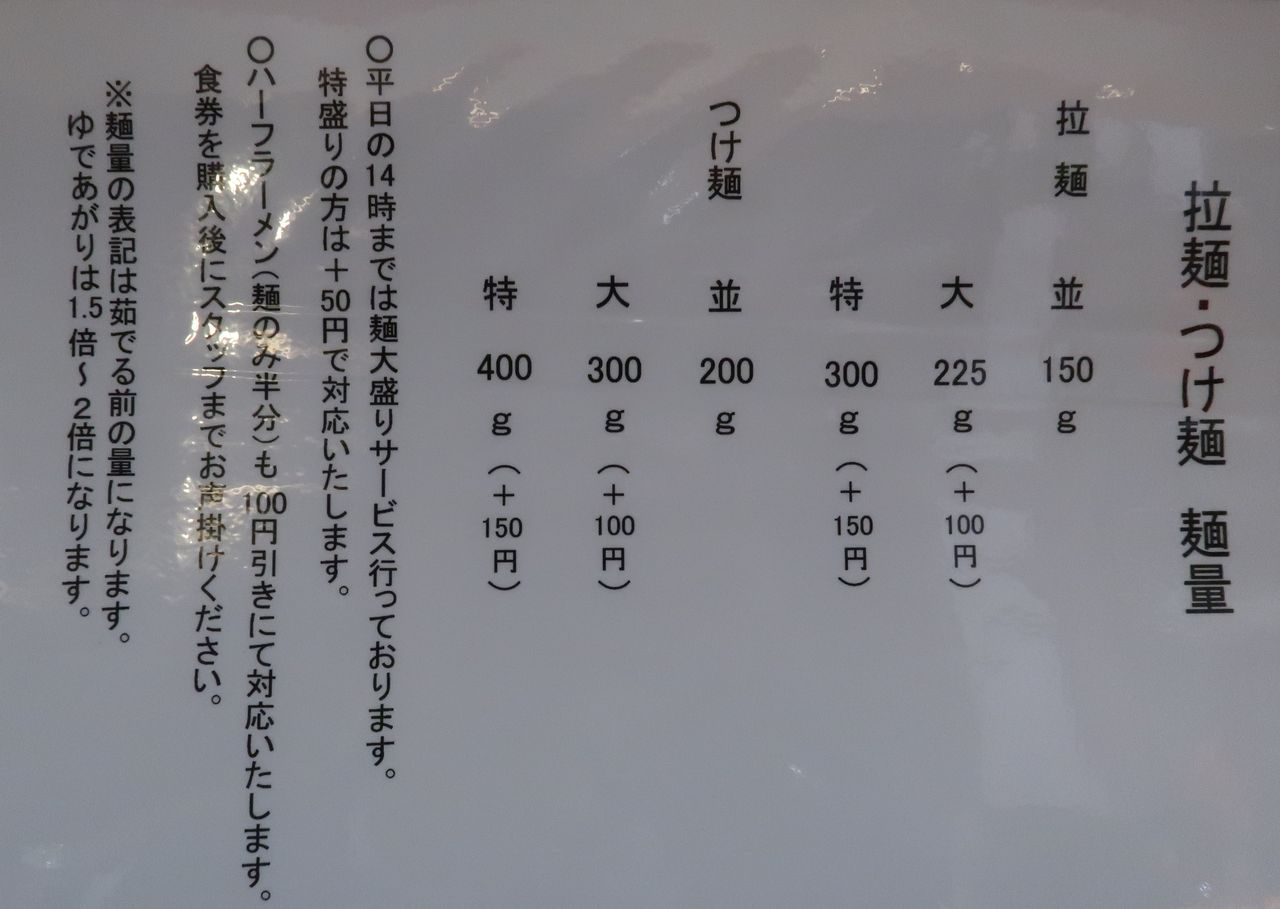 拉麺・つけ麺　麺量
拉麺　並　150g
大　225g（＋100円）
特　300g（＋150円）
つけ麺　並　200g
大　300g（＋100円）
特　400g（＋150円）
〇平日の14時までは麺大盛りサービス行っております。
特盛りの方は＋50円で対応いたします。
〇ハーフラーメン（麺のみ半分）も100円引きにて対応いたします。
食券を購入後にスタッフまでお声掛けください。
※麺量の表記は茹でる前の量になります。
ゆであがりは1.5倍～2倍になります。